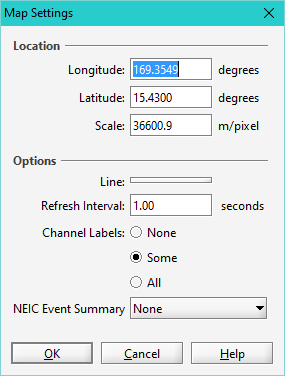 Map Settings
Location
Longitude: 169.3549 degrees
Latitude: 15.4300 degrees
Scale: 36600.9 m/pixel
Options
Line:
Refresh Interval: 1.00 seconds
Channel Labels: None
Some
All
NEIC Event Summary None
OK Cancel Help